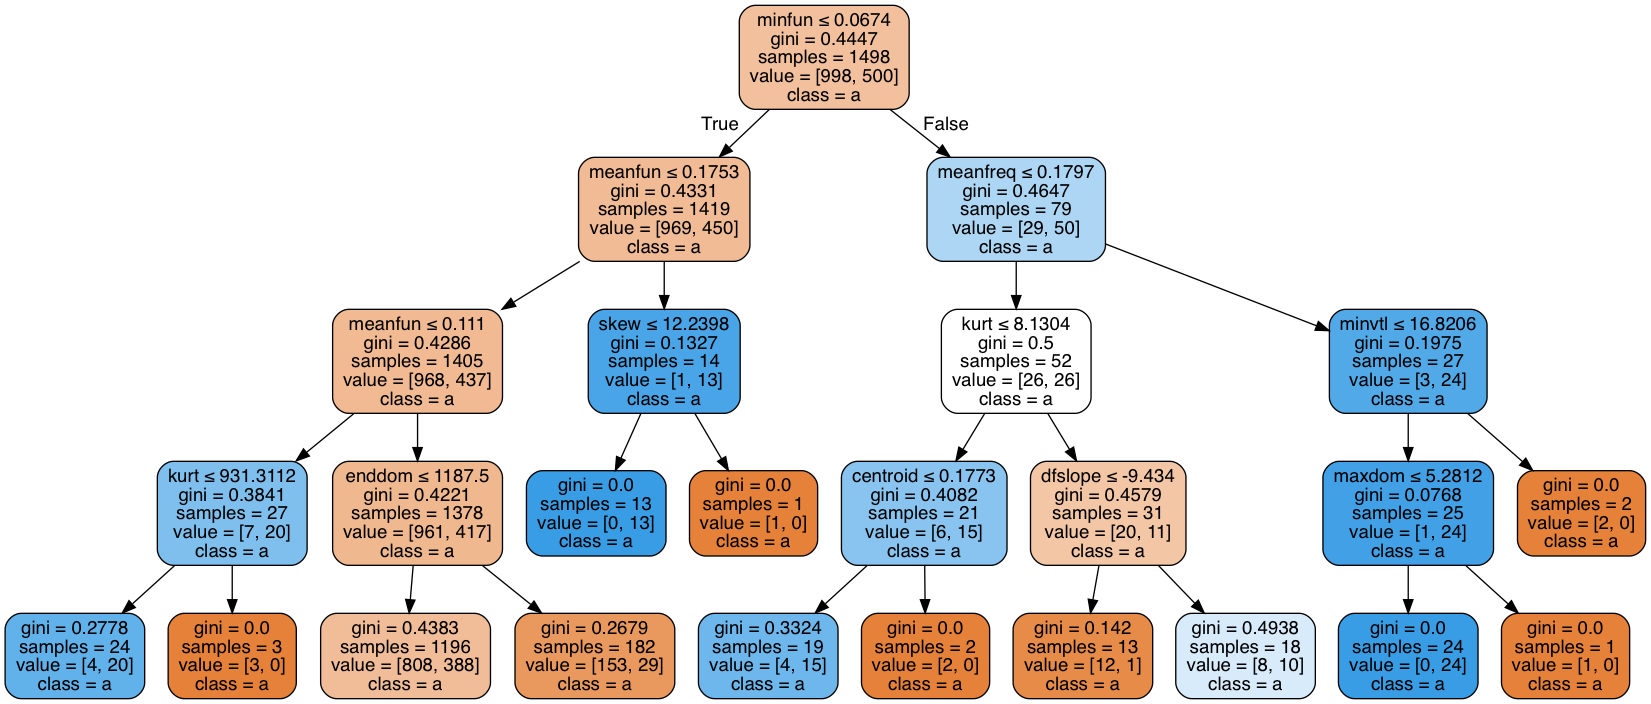 minfun ≤ 0.0674
gini = 0.4447
samples = 1498
value = [998, 500]
class = a
True
False
meanfun ≤ 0.1753
gini = 0.4331
samples = 1419
value = [969, 450]
class = a
meanfreq ≤ 0.1797
gini = 0.4647
samples = 79
value = [29, 50]
class = a
meanfun ≤ 0.111
gini = 0.4286
samples = 1405
value = [968, 437]
class = a
skew ≤ 12.2398
gini = 0.1327
samples = 14
value = [1, 13]
class = a
kurt ≤ 8.1304
gini = 0.5
samples = 52
value = [26, 26]
class = a
minvtl ≤ 16.8206
gini = 0.1975
samples = 27
value = [3, 24]
class = a
kurt ≤ 931.3112
gini = 0.3841
samples = 27
value = [7, 20]
class = a
enddom ≤ 1187.5
gini = 0.4221
samples = 1378
value = [961, 417]
class = a
gini = 0.0
samples = 13
value = [0, 13]
class = a
gini = 0.0
samples = 1
value = [1, 0]
class = a
centroid ≤ 0.1773
gini = 0.4082
samples = 21
value = [6, 15]
class = a
dfslope ≤ -9.434
gini = 0.4579
samples = 31
value = [20, 11]
class = a
maxdom ≤ 5.2812
gini = 0.0768
samples = 25
value = [1, 24]
class = a
gini = 0.0
samples = 2
value = [2, 0]
class = a
gini = 0.2778
samples = 24
value = [4, 20]
class = a
gini = 0.0
samples = 3
value = [3, 0]
class = a
gini = 0.4383
samples = 1196
value = [808, 388]
class = a
gini = 0.2679
samples = 182
value = [153, 29]
class = a
gini = 0.3324
samples = 19
value = [4, 15]
class = a
gini = 0.0
samples = 2
value = [2, 0]
class = a
gini = 0.142
samples = 13
value = [12, 1]
class = a
gini = 0.4938
samples = 18
value = [8, 10]
class = a
gini = 0.0
samples = 24
value = [0, 24]
class = a
gini = 0.0
samples = 1
value = [1, 0]
class = a